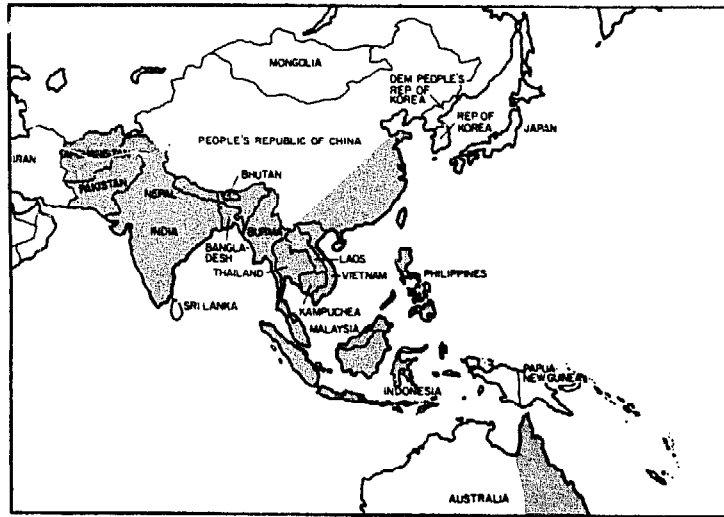 MONGOLIA
DEM PEOPLE'S
REP OF
KOREA
REP OF
KOREA
JAPAN
PEOPLE'S REPUBLIC OF CHINA
IRAN
AFGHANISTAN
PAKISTAN
NEPAL
BHUTAN
INDIA
BURMA
BANGLA-
DESH
THAILAND
LAOS
VIETNAM
PHILIPPINES
SRI LANKA
KAMPUCHEA
MALAYSIA
INDONESIA
PAPUA
NEW GUINEA
AUSTRALIA